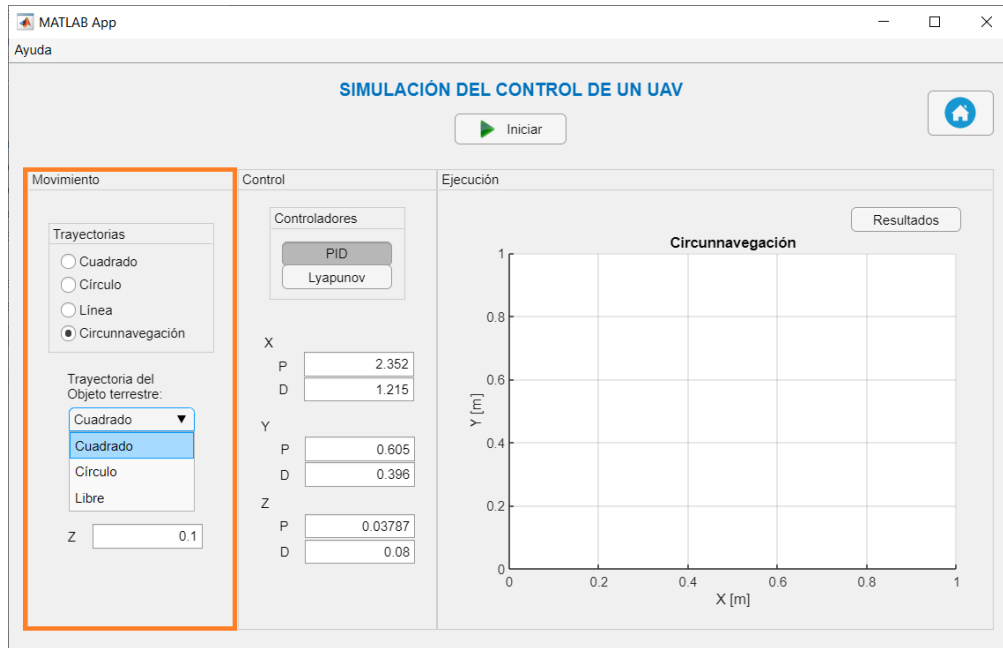 MATLAB App
Ayuda
SIMULACIÓN DEL CONTROL DE UN UAV
Iniciar
Movimiento
Trayectorias
Cuadrado
Círculo
Línea
Circunnavegación
Trayectoria del
Objeto terrestre:
Cuadrado
Cuadrado
Círculo
Libre
Z 0.1
Control
Controladores
PID
Lyapunov
X
P 2.352
D 1.215
Y
P 0.605
D 0.396
Z
P 0.03787
D 0.08
Ejecución
Resultados
Circunnavegación
Y [m]
1
0.8
0.6
0.4
0.2
0
0 0.2 0.4 0.6 0.8 1
X [m]